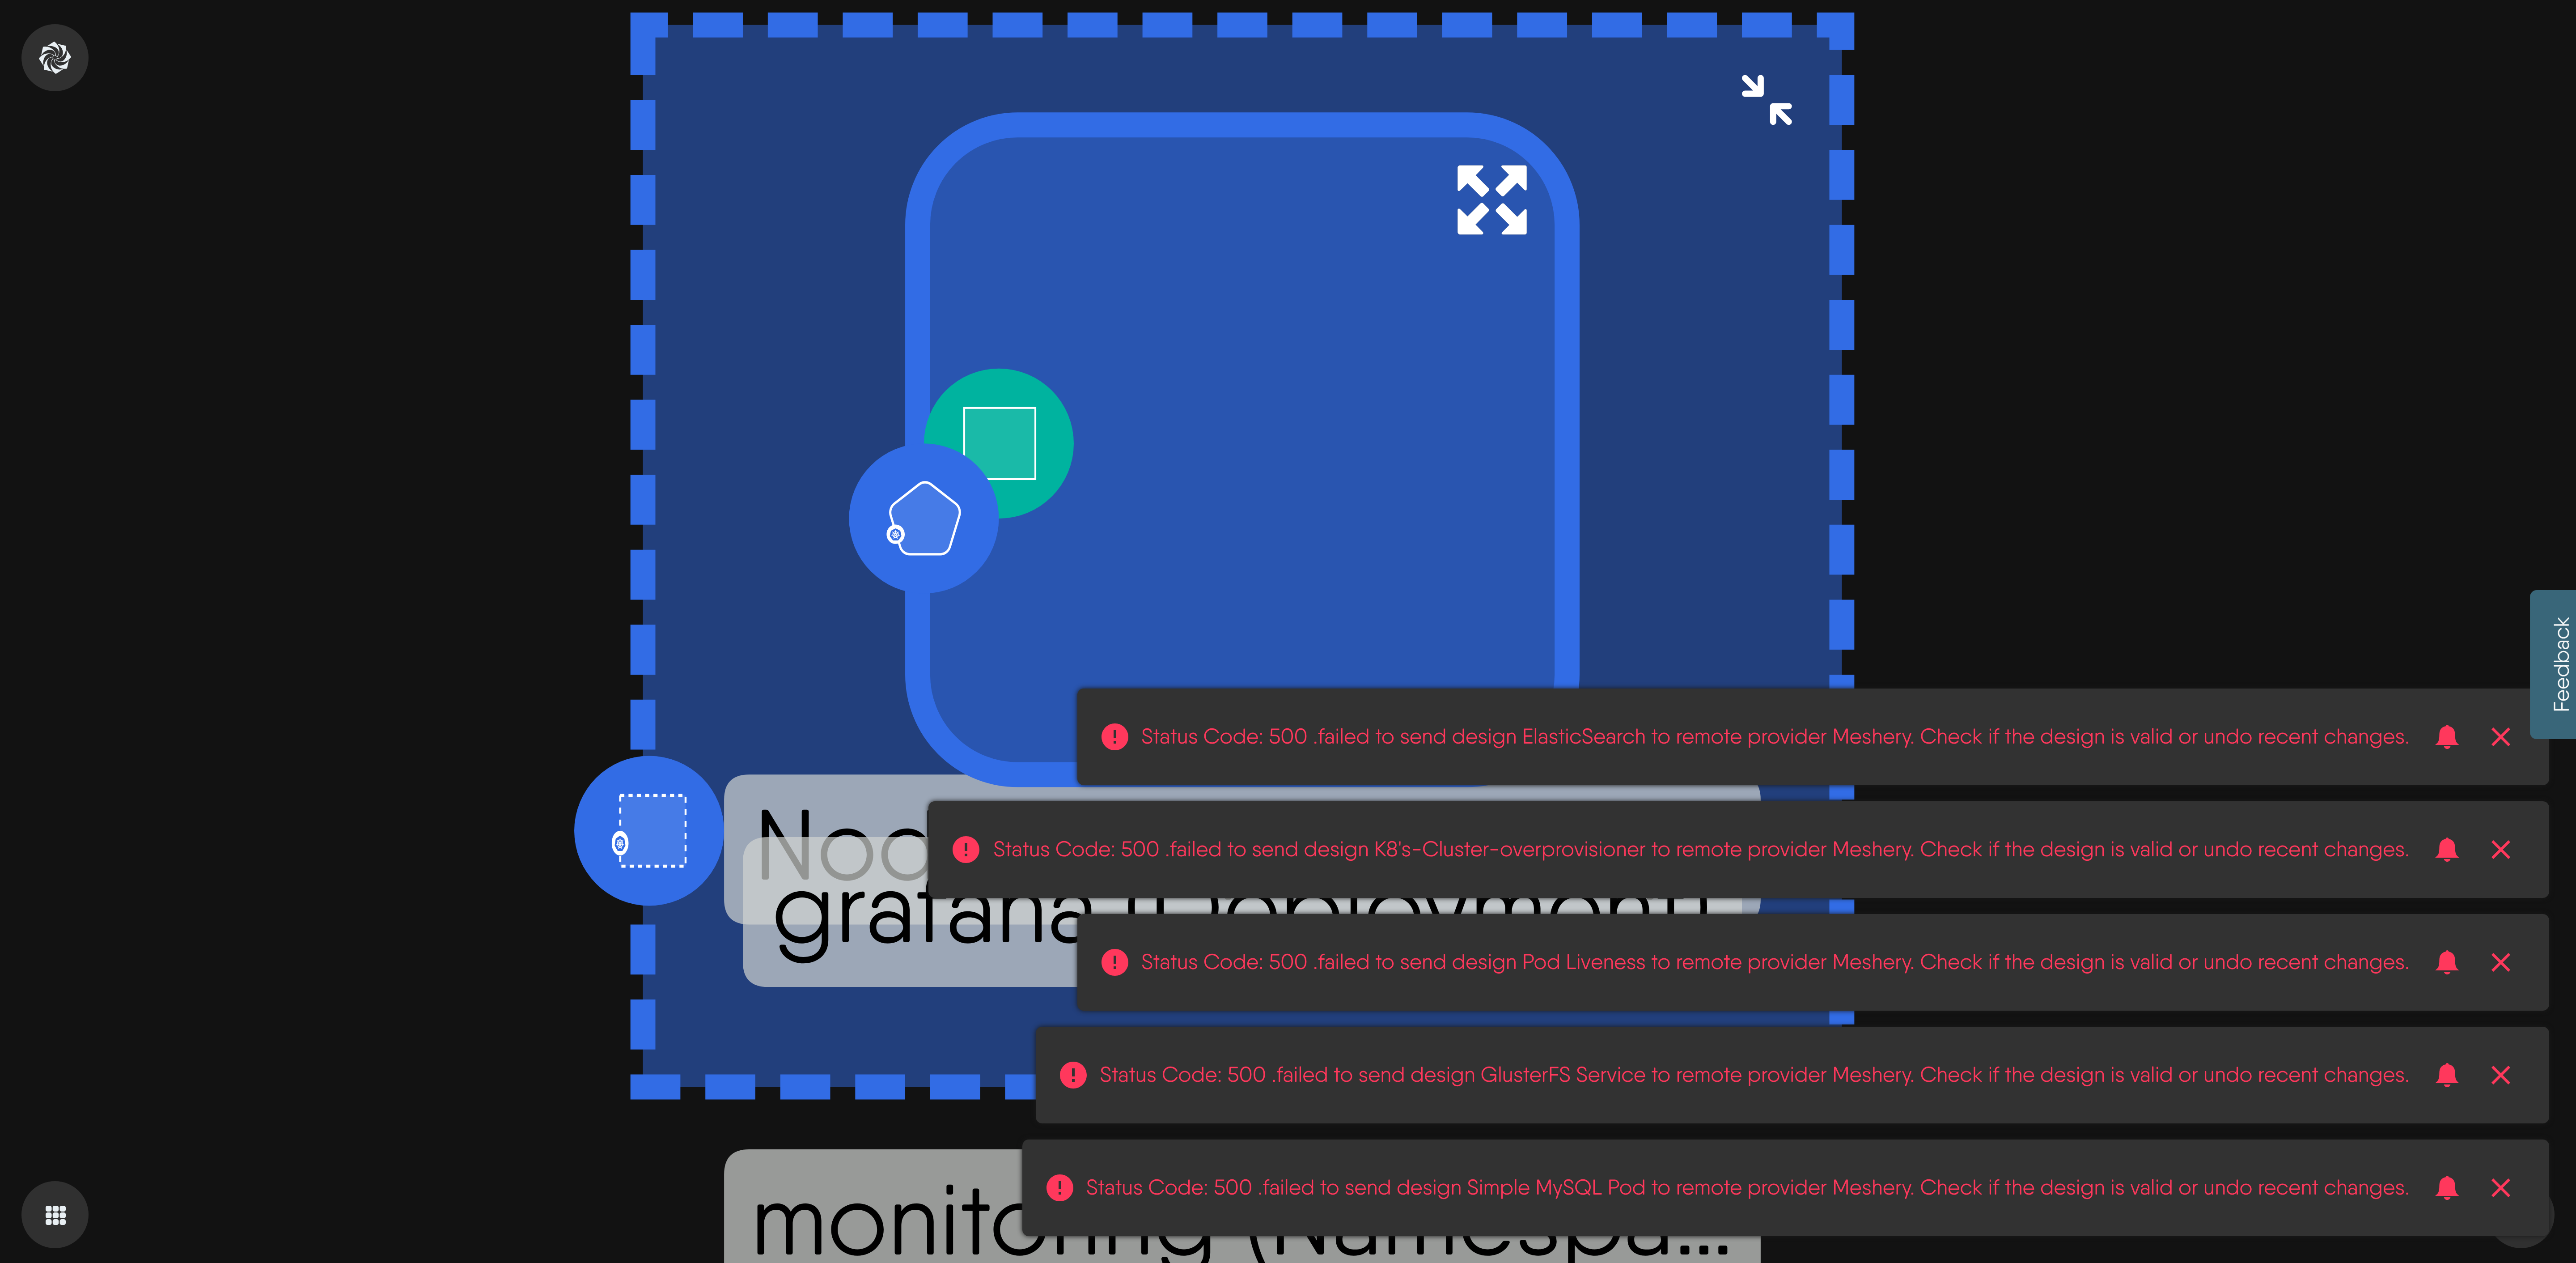 Feedback
Status Code: 500 .failed to send design ElasticSearch to remote provider Meshery. Check if the design is valid or undo recent changes.
Status Code: 500 .failed to send design K8's-Cluster-overprovisioner to remote provider Meshery. Check if the design is valid or undo recent changes.
grafana (Deployment)
Status Code: 500 .failed to send design Pod Liveness to remote provider Meshery. Check if the design is valid or undo recent changes.
Status Code: 500 .failed to send design GlusterFS Service to remote provider Meshery. Check if the design is valid or undo recent changes.
Status Code: 500 .failed to send design Simple MySQL Pod to remote provider Meshery. Check if the design is valid or undo recent changes.
monitoring (Namespa...